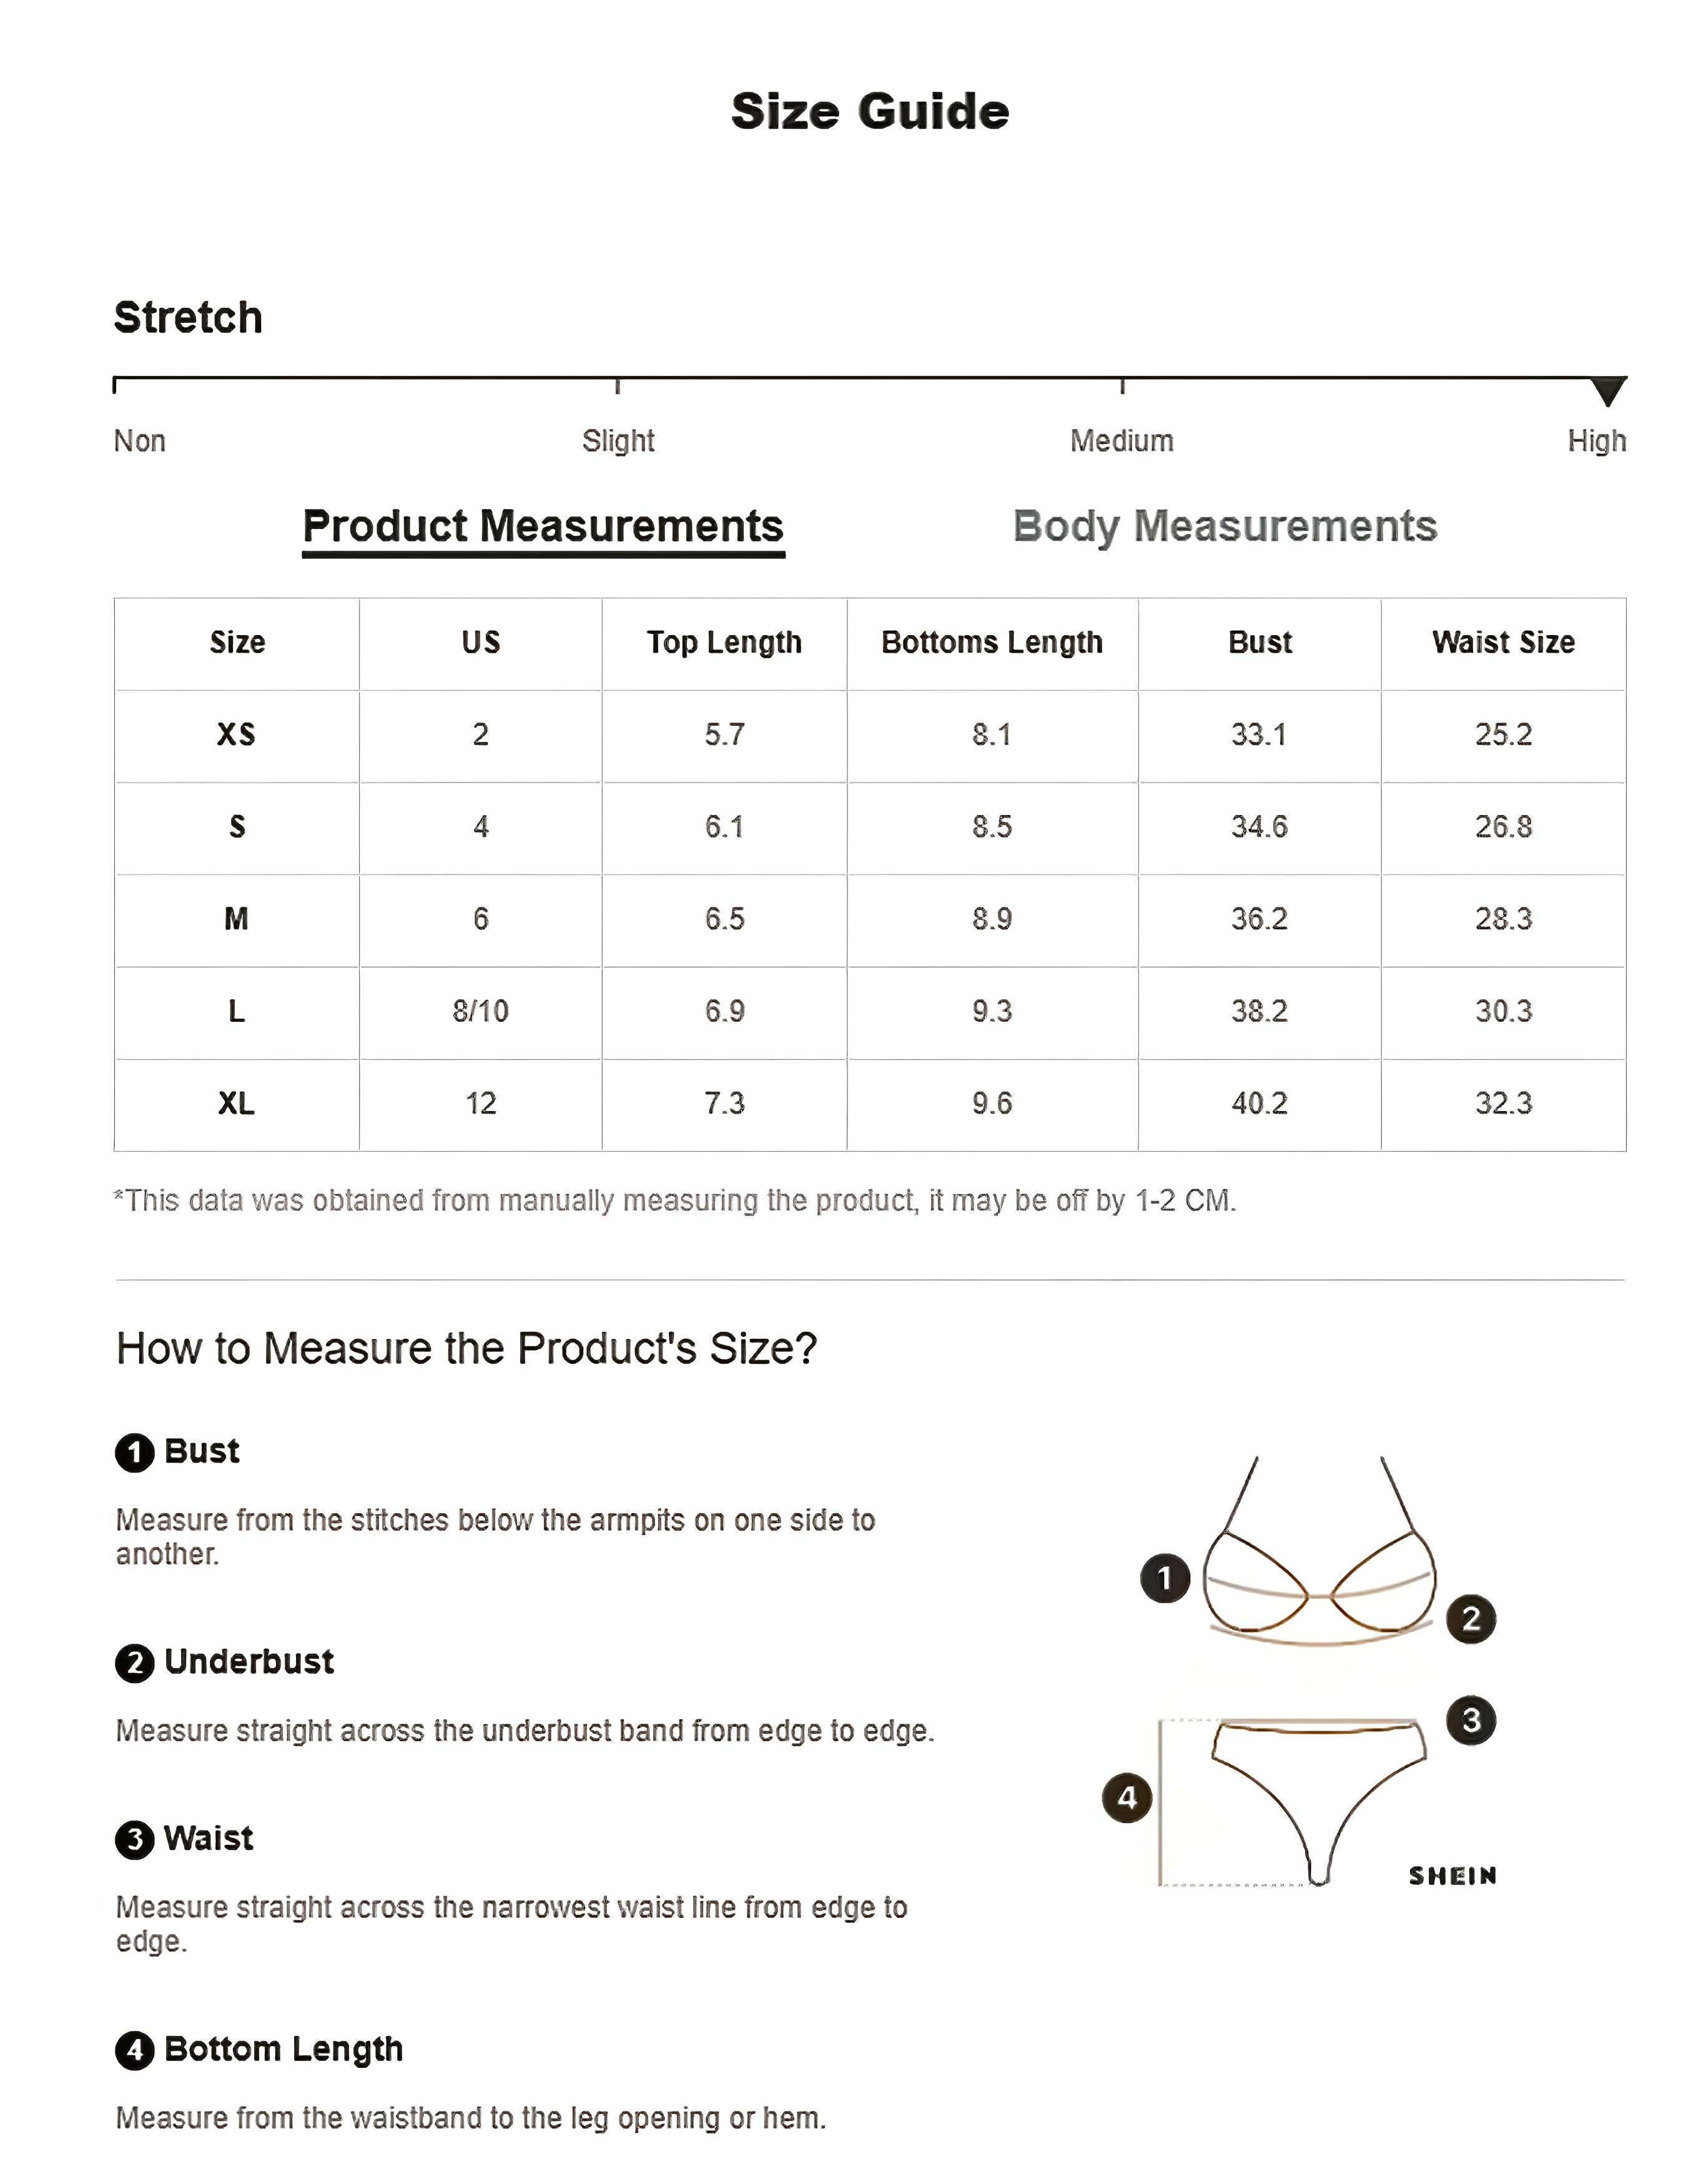 Size Guide
Stretch
Non Slight Medium High
Product Measurements Body Measurements
Size US Top Length Bottoms Length Bust Waist Size
XS 2 5.7 8.1 33.1 25.2
S 4 6.1 8.5 34.6 26.8
M 6 6.5 8.9 36.2 28.3
L 8/10 6.9 9.3 38.2 30.3
XL 12 7.3 9.6 40.2 32.3
*This data was obtained from manually measuring the product, it may be off by 1-2 CM.
How to Measure the Product's Size?
1 Bust
Measure from the stitches below the armpits on one side to
another.
2 Underbust
Measure straight across the underbust band from edge to edge.
3 Waist
Measure straight across the narrowest waist line from edge to
edge.
4 Bottom Length
Measure from the waistband to the leg opening or hem.
1
2
3
4
SHEIN